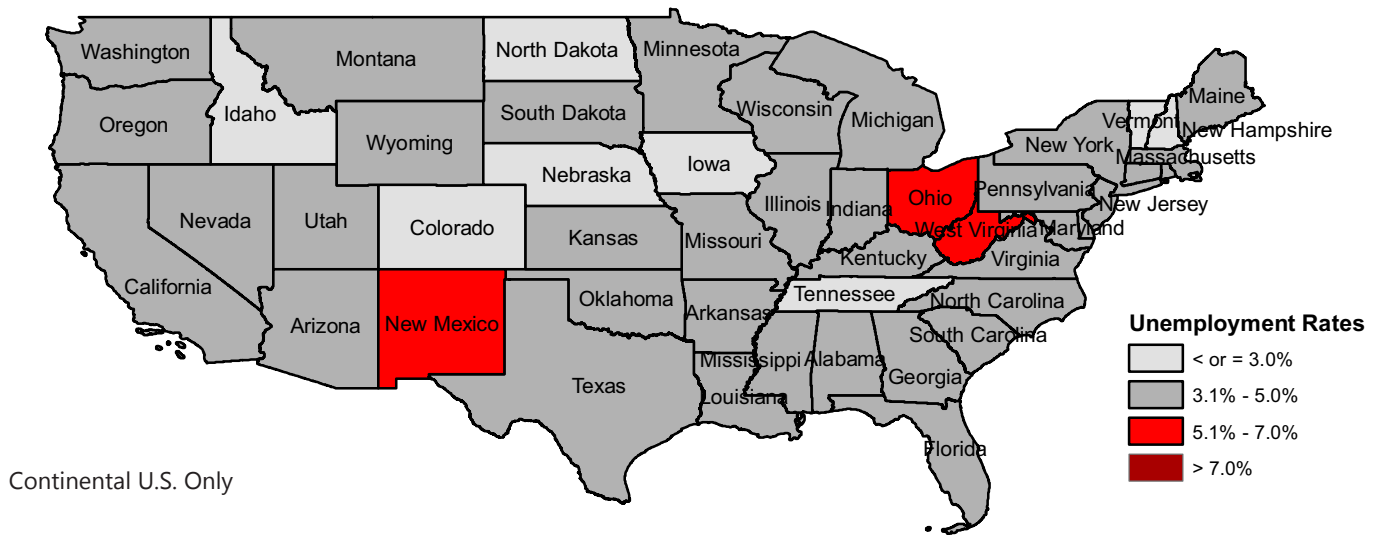 Washington
Montana
North Dakota
Minnesota
Idaho
Oregon
Wyoming
South Dakota
Wisconsin
Michigan
Maine
Vermont
New Hampshire
New York
Massachusetts
Nebraska
Iowa
Nevada
Utah
Colorado
Kansas
Missouri
Illinois
Indiana
Ohio
Pennsylvania
New Jersey
West Virginia
Maryland
Kentucky
Virginia
California
Arizona
New Mexico
Oklahoma
Arkansas
Tennessee
North Carolina
South Carolina
Texas
Mississippi
Alabama
Georgia
Louisiana
Florida
Unemployment Rates
< or = 3.0%
3.1% - 5.0%
5.1% - 7.0%
> 7.0%
Continental U.S. Only